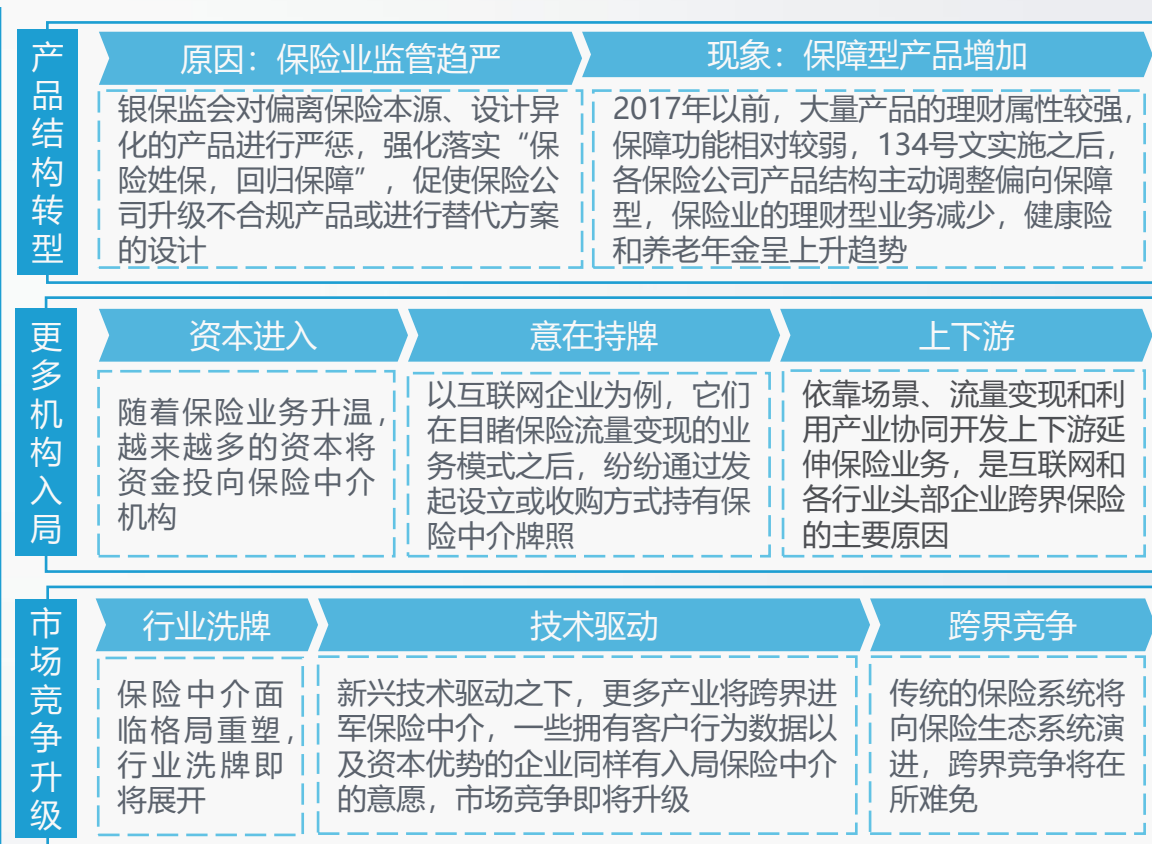 产品结构转型
原因：保险业监管趋严
银保监会对偏离保险本源、设计异
化的产品进行严惩，强化落实“保
险姓保，回归保障”，促使保险公
司升级不合规产品或进行替代方案
的设计
现象：保障型产品增加
2017年以前，大量产品的理财属性较强，
保障功能相对较弱，134号文实施之后，
各保险公司产品结构主动调整偏向保障
型，保险业的理财型业务减少，健康险
和养老年金呈上升趋势
更多机构入局
资本进入
随着保险业务升温，
越来越多的资本将
资金投向保险中介
机构
意在持牌
以互联网企业为例，它们
在目睹保险流量变现的业
务模式之后，纷纷通过发
起设立或收购方式持有保
险中介牌照
上下游
依靠场景、流量变现和利
用产业协同开发上下游延
伸保险业务，是互联网和
各行业头部企业跨界保险
的主要原因
市场竞争升级
行业洗牌
保险中介面
临格局重塑，
行业洗牌即
将展开
技术驱动
新兴技术驱动之下，更多产业将跨界进
军保险中介，一些拥有客户行为数据以
及资本优势的企业同样有入局保险中介
的意愿，市场竞争即将升级
跨界竞争
传统的保险系统将
向保险生态系统演
进，跨界竞争将在
所难免